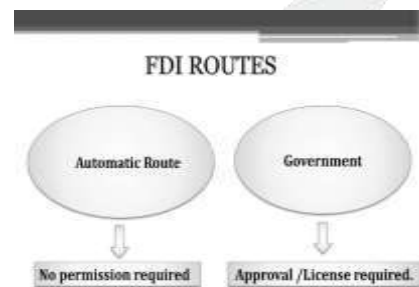 FDI ROUTES
Automatic Route
Government
No permission required
Approval /License required.